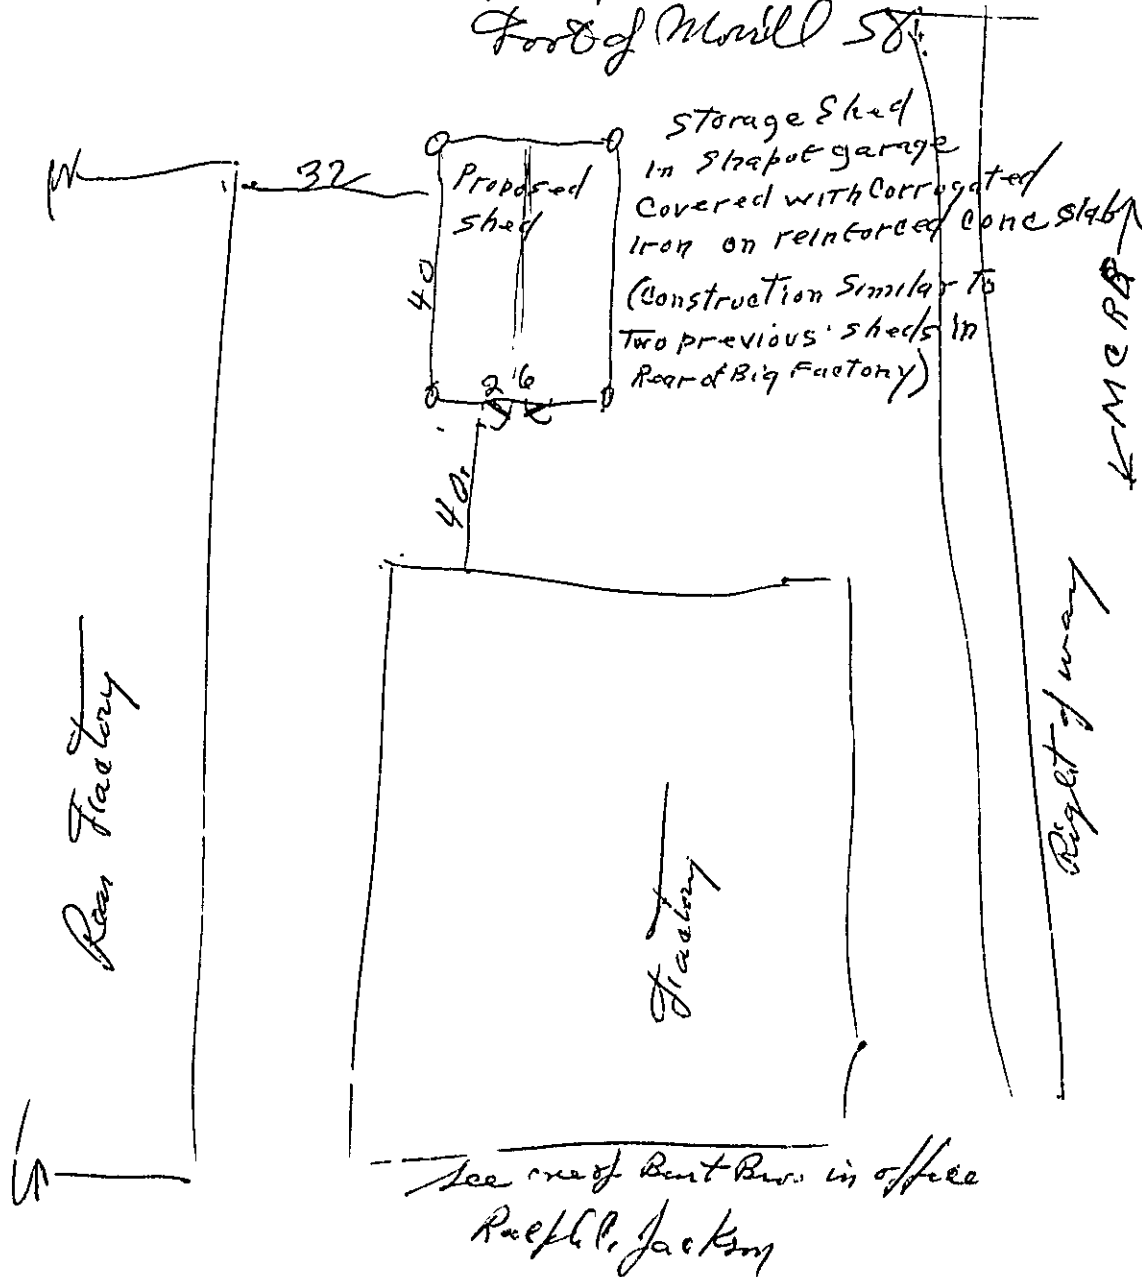 Foot of Morrill St.
Storage Shed
in Shap of garage
Covered with Corrugated
Iron on reinforced conc slab
(Construction Similar To
Two previous sheds in
Rear of Big Factory)
32
Proposed
shed
40
26
40'
M C RR
Right of way
Rear Factory
Factory
See one of Burt Bros. in office
Ralph C. Jackson